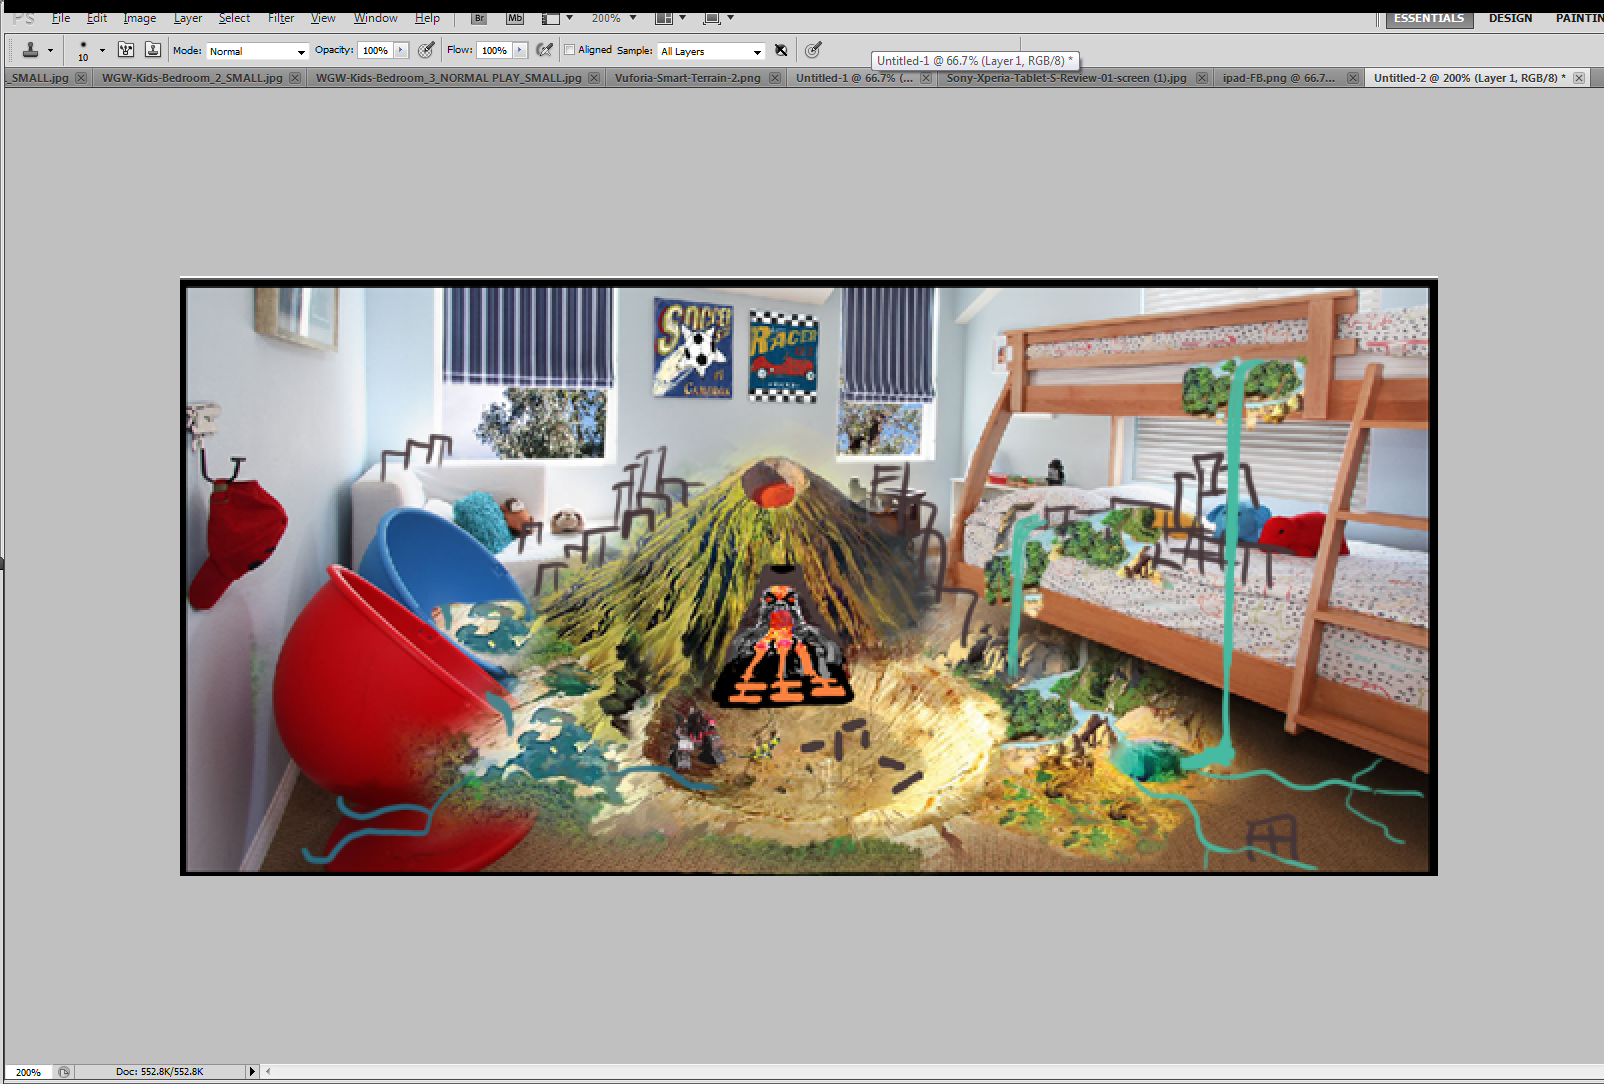 PS File Edit Image Layer Select Filter View Window Help Br Mb 200% ESSENTIALS DESIGN PAINTIN
10 Mode: Normal Opacity: 100% Flow: 100% Aligned Sample: All Layers
Untitled-1 @ 66.7% (Layer 1, RGB/8) *
_SMALL.jpg WGW-Kids-Bedroom_2_SMALL.jpg WGW-Kids-Bedroom_3_NORMAL PLAY_SMALL.jpg Vuforia-Smart-Terrain-2.png Untitled-1 @ 66.7% (... Sony-Xperia-Tablet-S-Review-01-screen (1).jpg ipad-FB.png @ 66.7... Untitled-2 @ 200% (Layer 1, RGB/8) *
SOCCER
RACER
200% Doc: 552.8K/552.8K